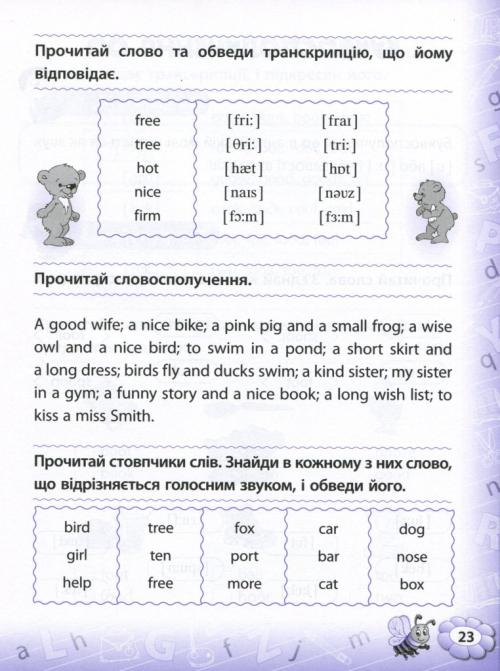 Прочитай слово та обведи транскрипцію, що йому
відповідає.
free [fri:] [fraɪ]
tree [θri:] [tri:]
hot [hæt] [hɒt]
nice [naɪs] [nəʊz]
firm [fɔ:m] [fɜ:m]
Прочитай словосполучення.
A good wife; a nice bike; a pink pig and a small frog; a wise
owl and a nice bird; to swim in a pond; a short skirt and
a long dress; birds fly and ducks swim; a kind sister; my sister
in a gym; a funny story and a nice book; a long wish list; to
kiss a miss Smith.
Прочитай стовпчики слів. Знайди в кожному з них слово,
що відрізняється голосним звуком, і обведи його.
bird tree fox car dog
girl ten port bar nose
help free more cat box
23